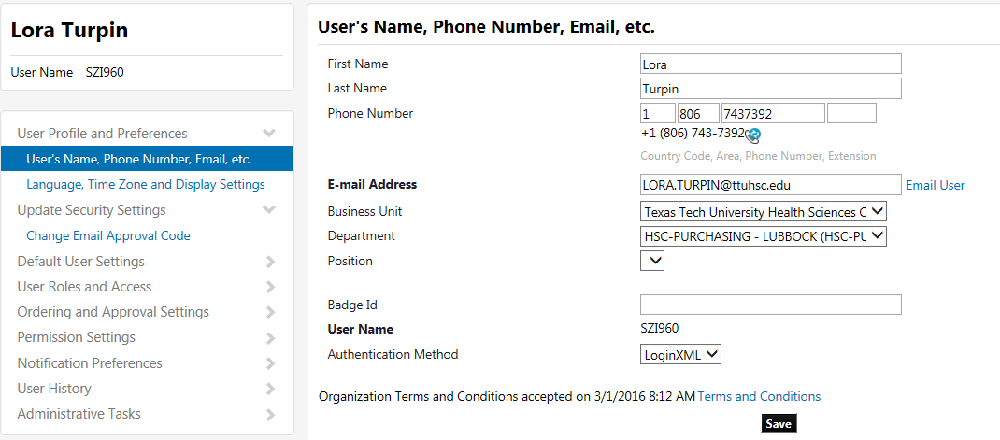 Lora Turpin
User Name SZI960
User Profile and Preferences
User's Name, Phone Number, Email, etc.
Language, Time Zone and Display Settings
Update Security Settings
Change Email Approval Code
Default User Settings
User Roles and Access
Ordering and Approval Settings
Permission Settings
Notification Preferences
User History
Administrative Tasks
User's Name, Phone Number, Email, etc.
First Name Lora
Last Name Turpin
Phone Number 1 806 7437392
+1 (806) 743-7392
Country Code, Area, Phone Number, Extension
E-mail Address LORA.TURPIN@ttuhsc.edu Email User
Business Unit Texas Tech University Health Sciences C
Department HSC-PURCHASING - LUBBOCK (HSC-PU
Position
Badge Id
User Name SZI960
Authentication Method LoginXML
Organization Terms and Conditions accepted on 3/1/2016 8:12 AM Terms and Conditions
Save